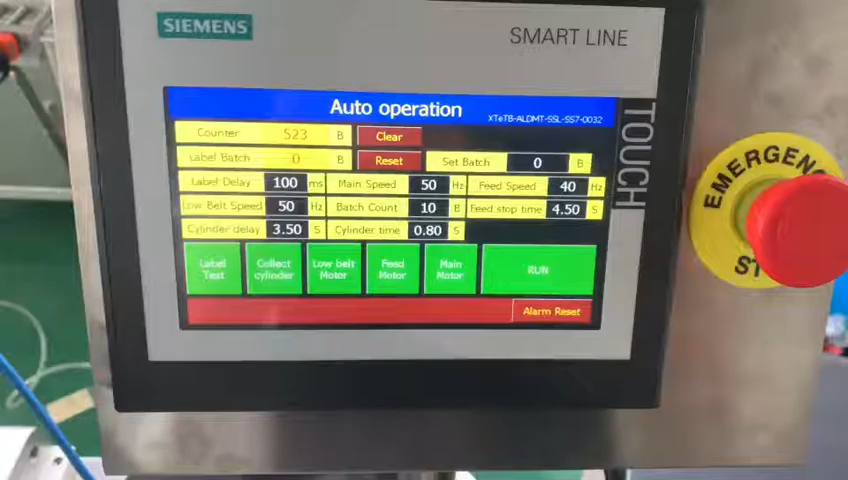 SIEMENS
SMART LINE
TOUCH
Auto operation
XTeTB-ALDMT-SSL-SS7-0032
Counter 523 B Clear
Label Batch 0 B Reset Set Batch 0 B
Label Delay 100 ms Main Speed 50 Hz Feed Speed 40 Hz
Low Belt Speed 50 Hz Batch Count 10 B Feed stop time 4.50 S
Cylinder delay 3.50 S Cylinder time 0.80 S
Label Test
Collect cylinder
Low belt Motor
Feed Motor
Main Motor
RUN
Alarm Reset
EMERGENC